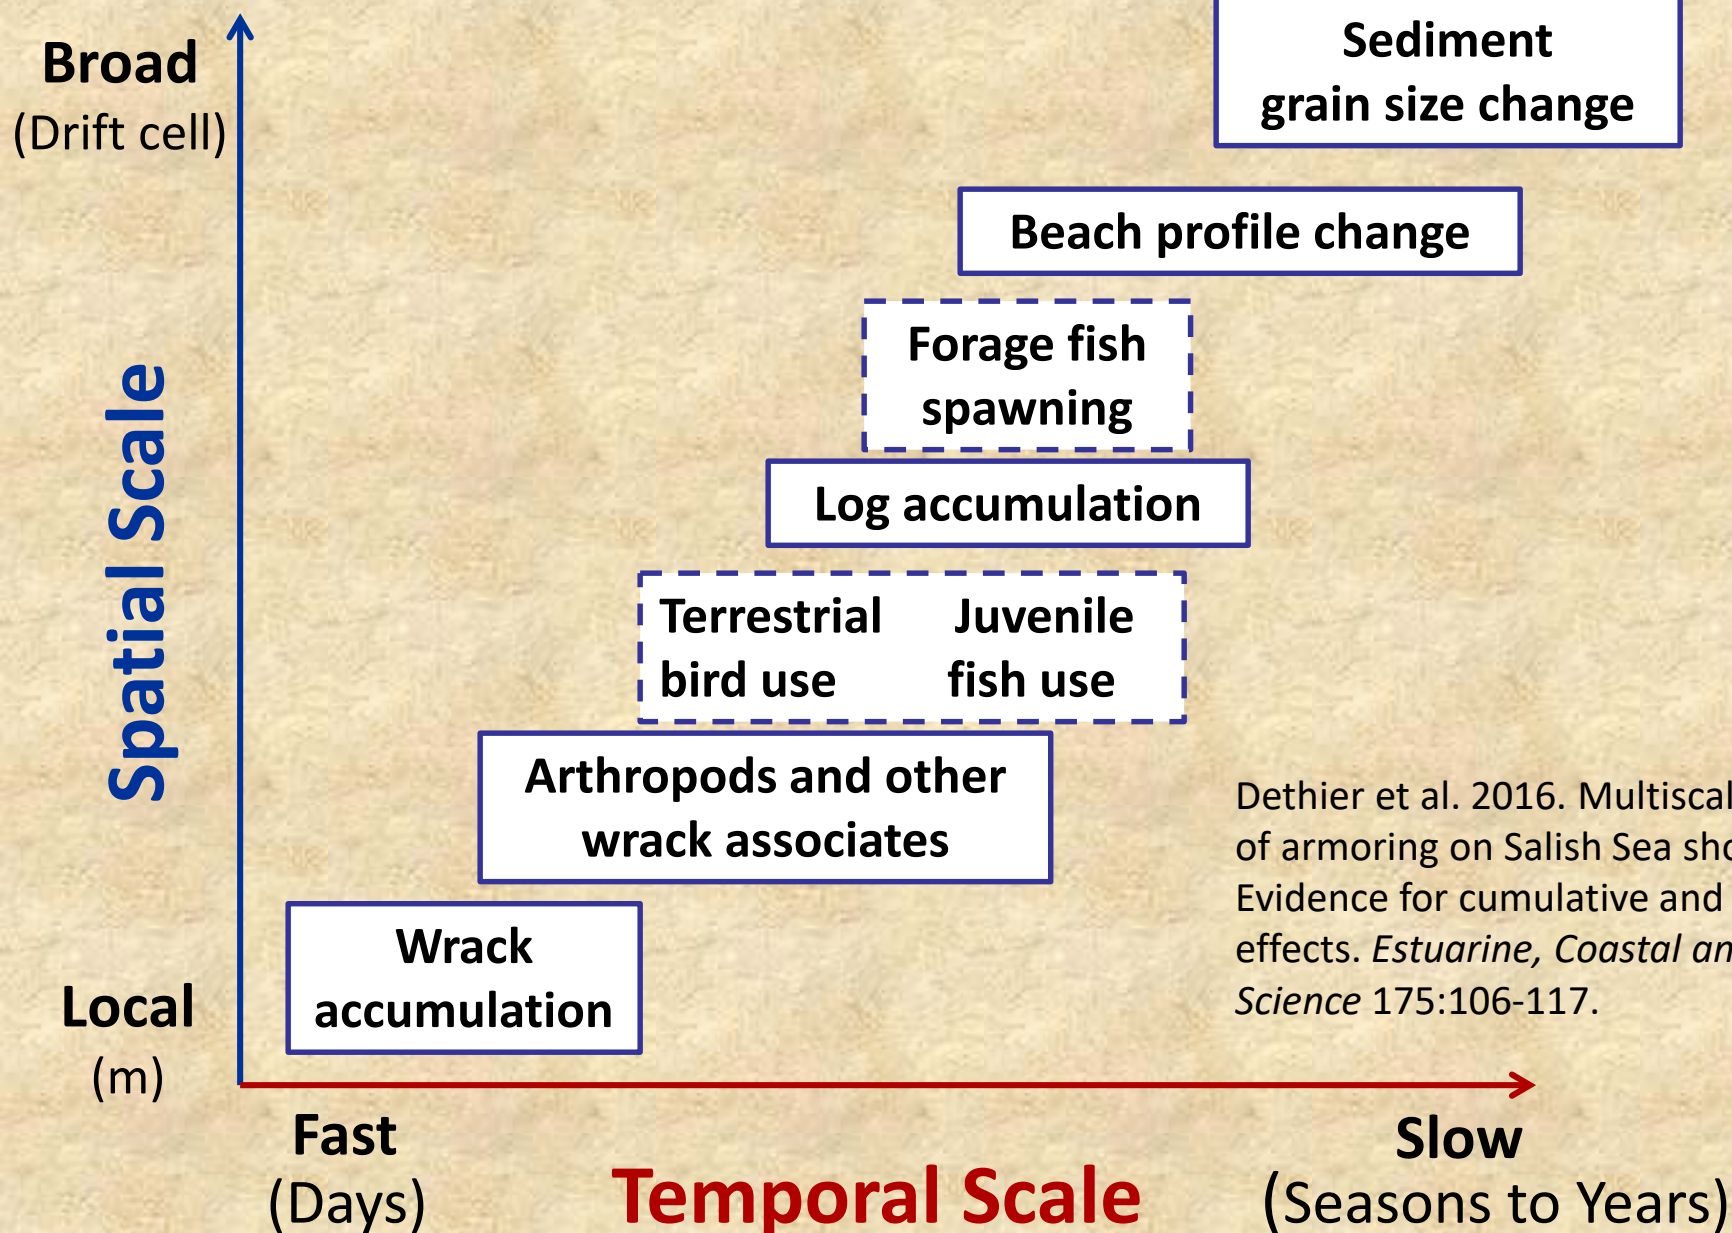 Broad
(Drift cell)
Sediment
grain size change
Beach profile change
Forage fish
spawning
Log accumulation
Terrestrial Juvenile
bird use fish use
Arthropods and other
wrack associates
Wrack
accumulation
Spatial Scale
Local
(m)
Dethier et al. 2016.
of armoring on Salish Sea
Evidence for cumulative and
effects. Estuarine, Coastal
Science 175:106-117.
Fast
(Days)
Temporal Scale
Slow
(Seasons to Years)